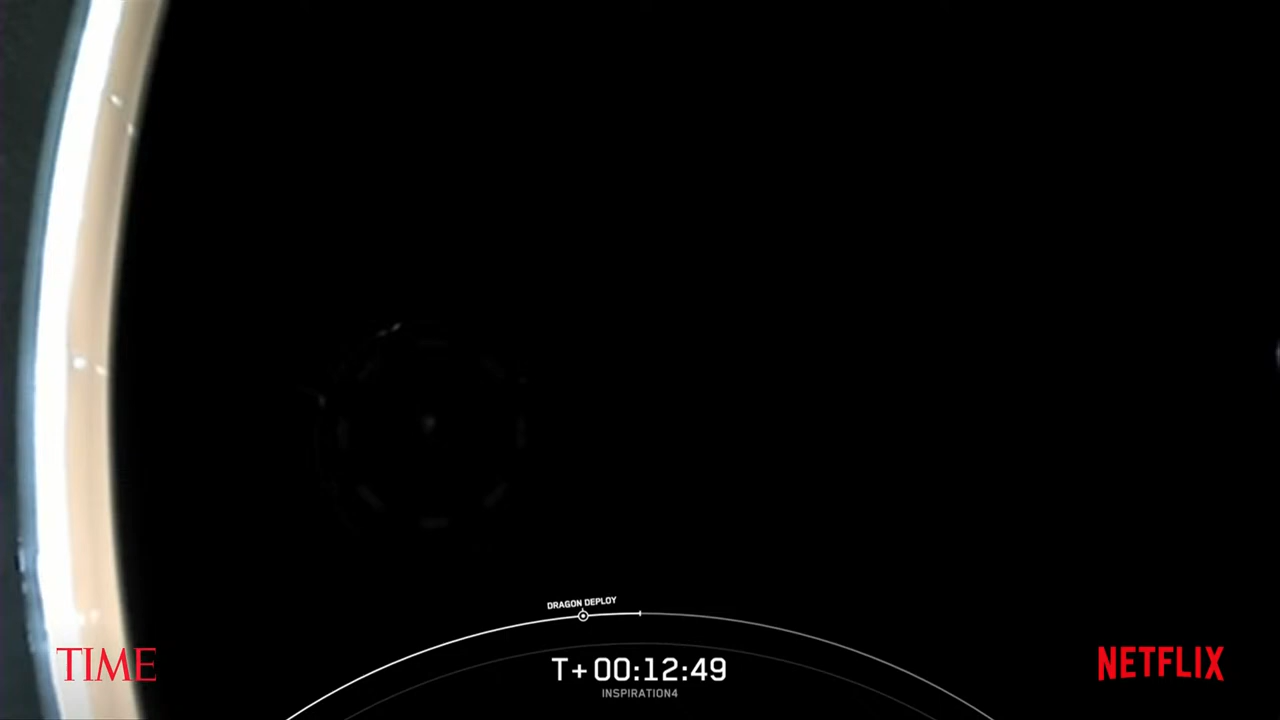 DRAGON DEPLOY
T+00:12:49
INSPIRATION4
TIME
NETFLIX